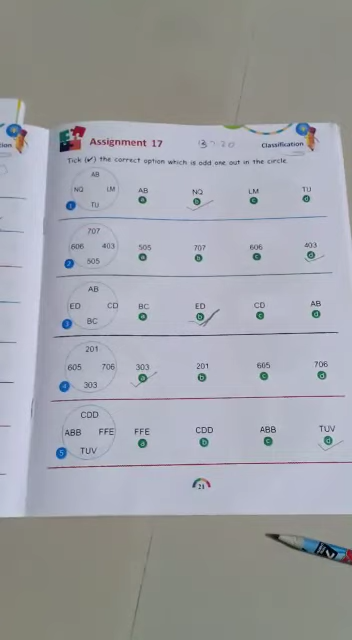 Assignment 17
Classification
Tick (✔) the correct option which is odd one out in the circle
AB
NQ LM
TU
1
AB NQ LM TU
a b c d
707
606 403
505
2
505 707 606 403
a b c d
AB
ED CD
BC
3
BC ED CD AB
a b c d
201
605 706
303
4
303 201 605 706
a b c d
CDD
ABB FFE
TUV
5
FFE CDD ABB TUV
a b c d
21